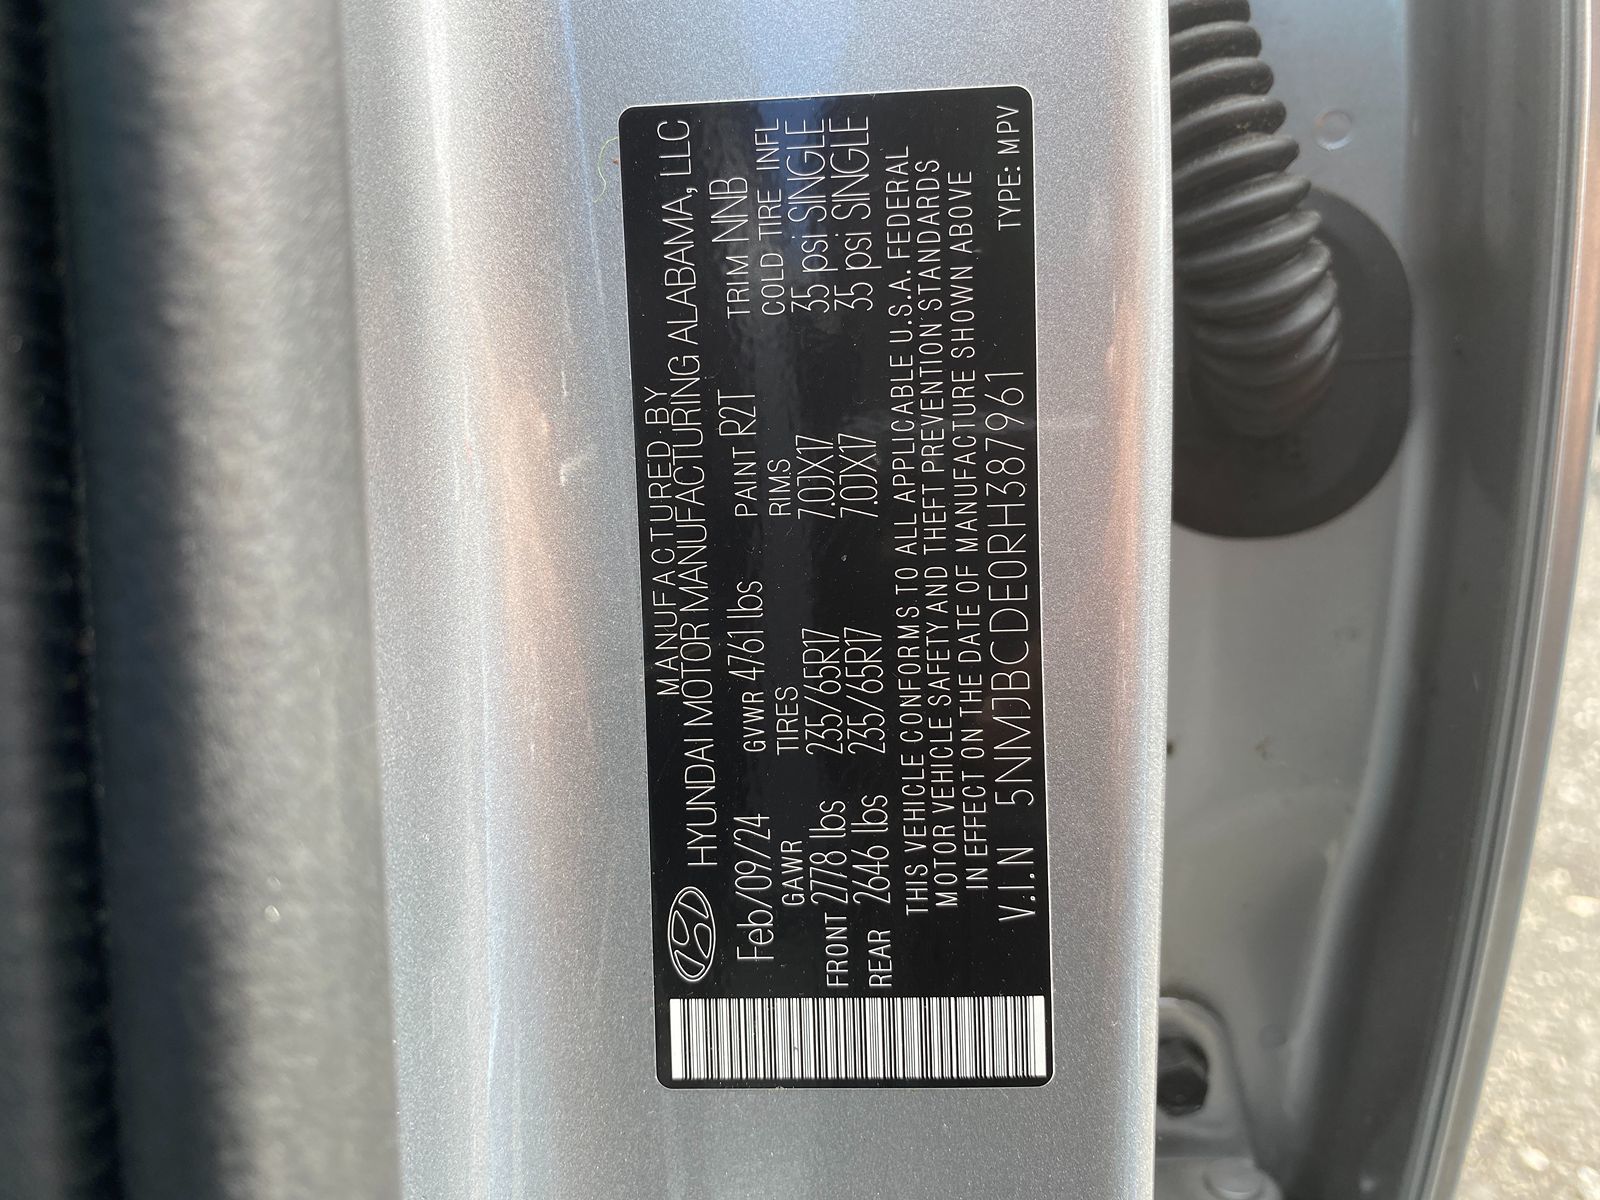 MANUFACTURED BY
HYUNDAI MOTOR MANUFACTURING ALABAMA, LLC
Feb/09/24 GVWR 4761 lbs PAINT R2T TRIM NNB
GAWR TIRES RIMS COLD TIRE INFL
FRONT 2778 lbs 235/65R17 7.0JX17 35 psi SINGLE
REAR 2646 lbs 235/65R17 7.0JX17 35 psi SINGLE
THIS VEHICLE CONFORMS TO ALL APPLICABLE U.S.A. FEDERAL
MOTOR VEHICLE SAFETY AND THEFT PREVENTION STANDARDS
IN EFFECT ON THE DATE OF MANUFACTURE SHOWN ABOVE
V.I.N 5NMJBCDE0RH387961 TYPE: MPV